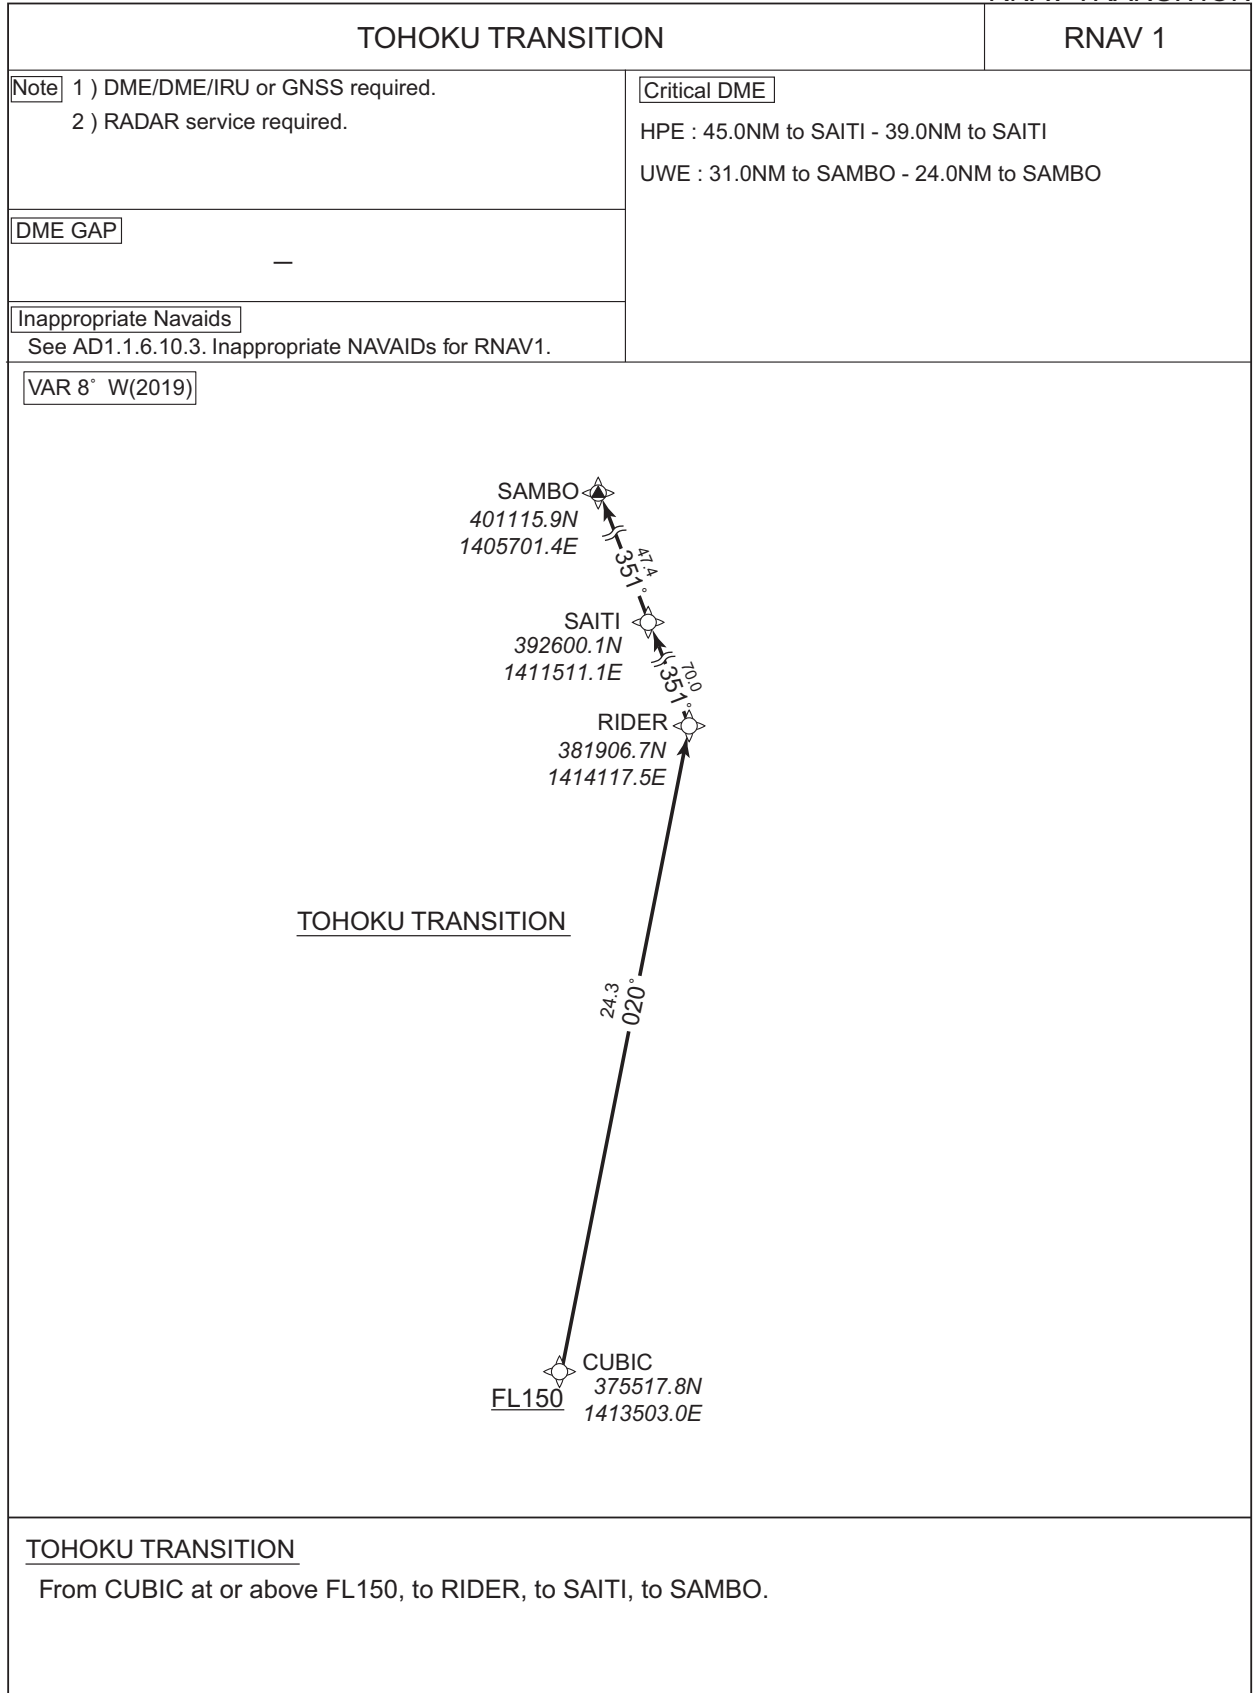 TOHOKU TRANSITION
RNAV 1
Note 1 ) DME/DME/IRU or GNSS required.
2 ) RADAR service required.
Critical DME
HPE : 45.0NM to SAITI - 39.0NM to SAITI
UWE : 31.0NM to SAMBO - 24.0NM to SAMBO
DME GAP
—
Inappropriate Navaids
See AD1.1.6.10.3. Inappropriate NAVAIDs for RNAV1.
VAR 8˚ W(2019)
SAMBO
401115.9N
1405701.4E
47.4
351˚
SAITI
392600.1N
1411511.1E
70.0
351˚
RIDER
381906.7N
1414117.5E
TOHOKU TRANSITION
24.3
020˚
CUBIC
375517.8N
1413503.0E
FL150
TOHOKU TRANSITION
From CUBIC at or above FL150, to RIDER, to SAITI, to SAMBO.